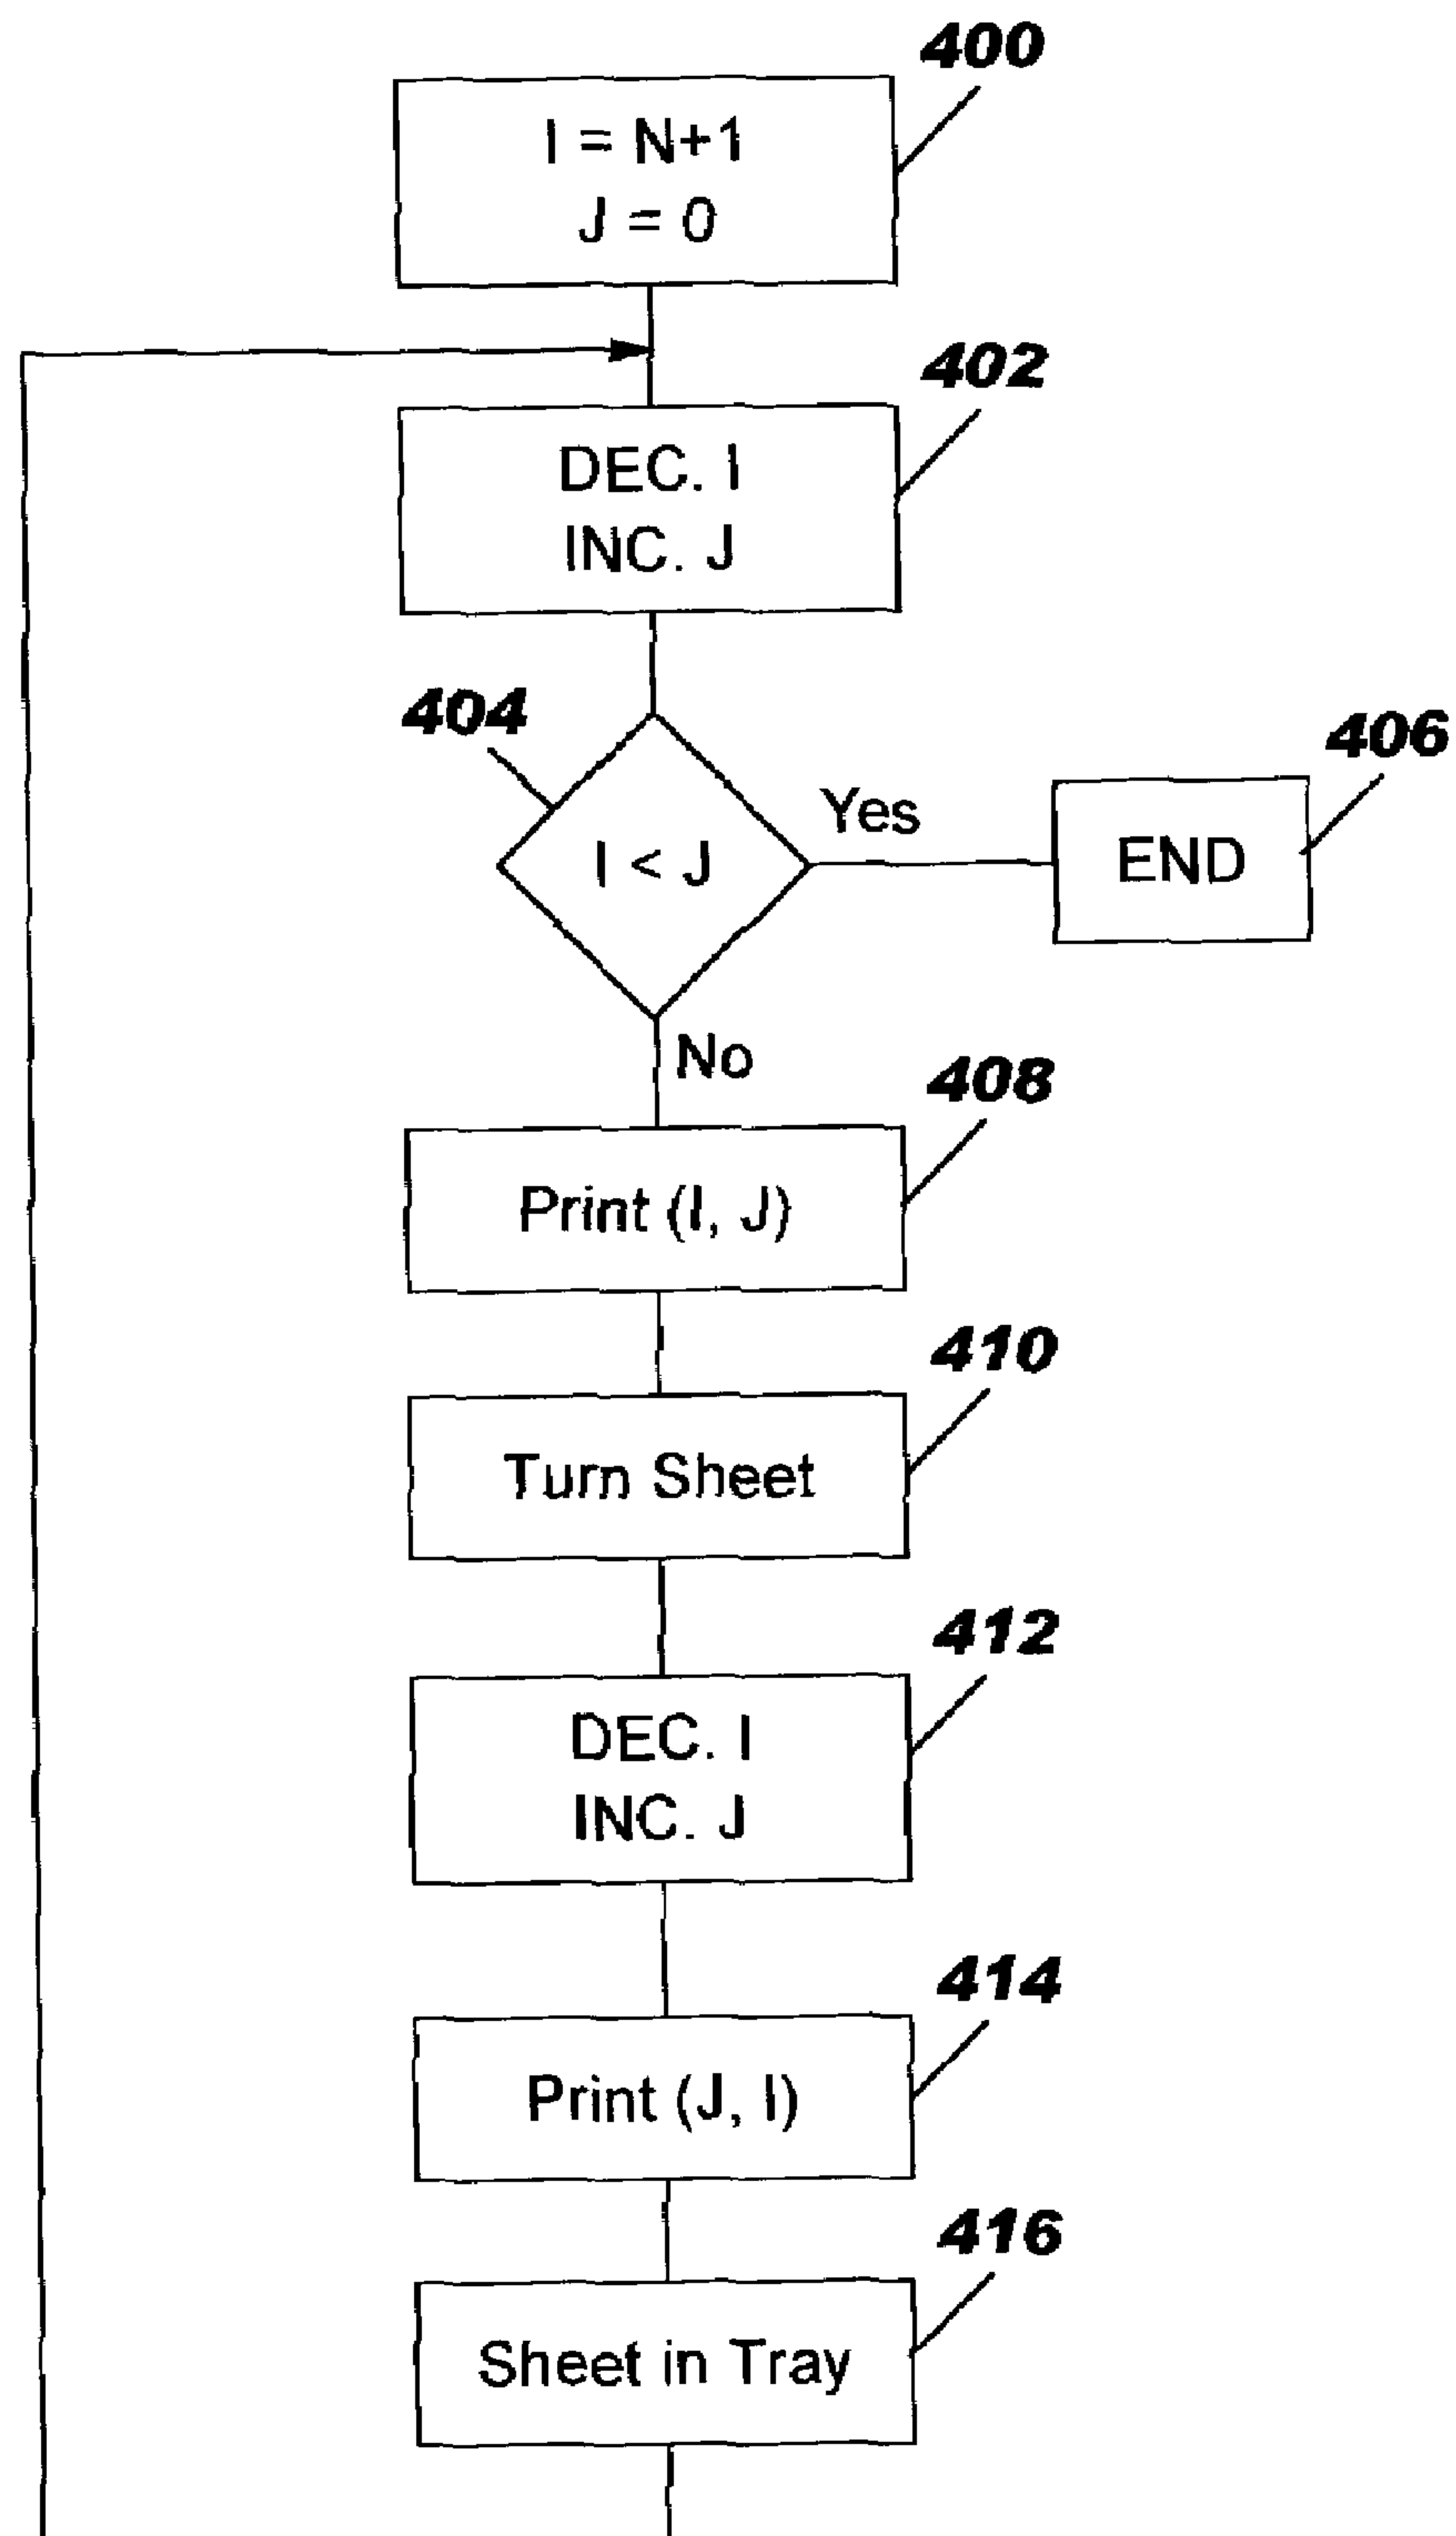 400
I = N+1
J = 0
402
DEC. I
INC. J
404
406
Yes
I < J
END
No
408
Print (I, J)
410
Turn Sheet
412
DEC. I
INC. J
414
Print (J, I)
416
Sheet in Tray